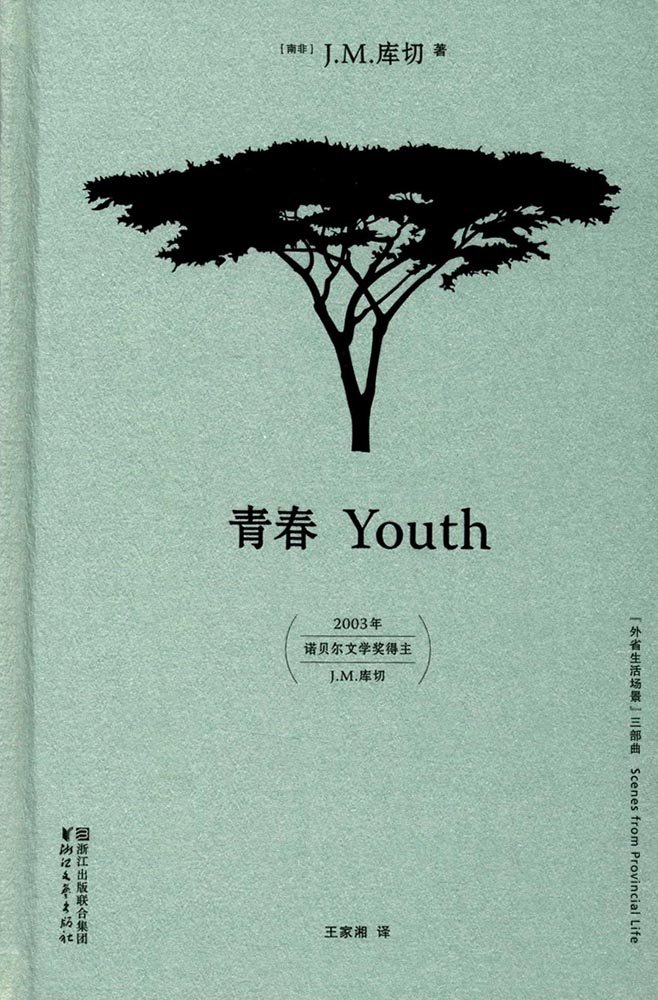 [南非] J.M.库切 著
青春 Youth
2003年
诺贝尔文学奖得主
J.M.库切
『外省生活场景』三部曲 Scenes from Provincial Life
浙江文艺出版社
浙江出版联合集团
王家湘 译